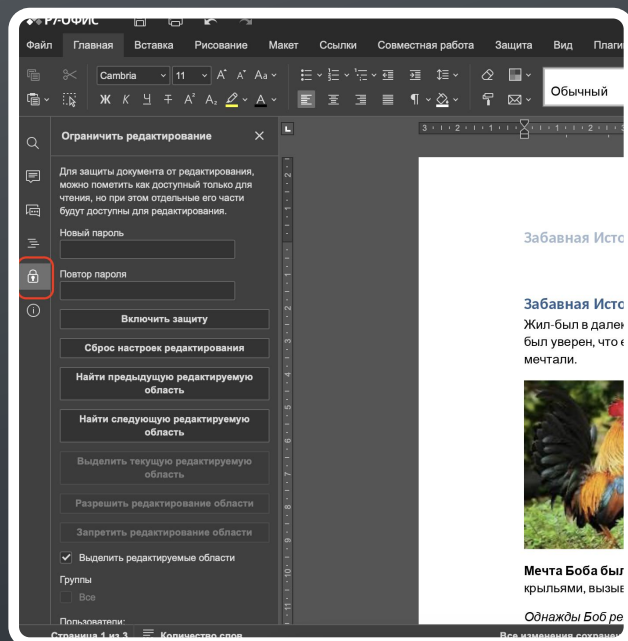 Р7-ОФИС
Файл Главная Вставка Рисование Макет Ссылки Совместная работа Защита Вид Плаги
Cambria 11
Ж К Ч Т
Обычный
Ограничить редактирование
Для защиты документа от редактирования,
можно пометить как доступный только для
чтения, но при этом отдельные его части
будут доступны для редактирования.
Новый пароль
Повтор пароля
Включить защиту
Сброс настроек редактирования
Найти предыдущую редактируемую
область
Найти следующую редактируемую
область
Выделить текущую редактируемую
область
Разрешить редактирование области
Запретить редактирование области
Выделить редактируемые области
Группы
Все
Пользователи:
Страница 1 из 3 Количество слов
Все изменения сохранен
Забавная Исто
Забавная Исто
Жил-был в далек
был уверен, что е
мечтали.
Мечта Боба был
крыльями, вызыв
Однажды Боб ре